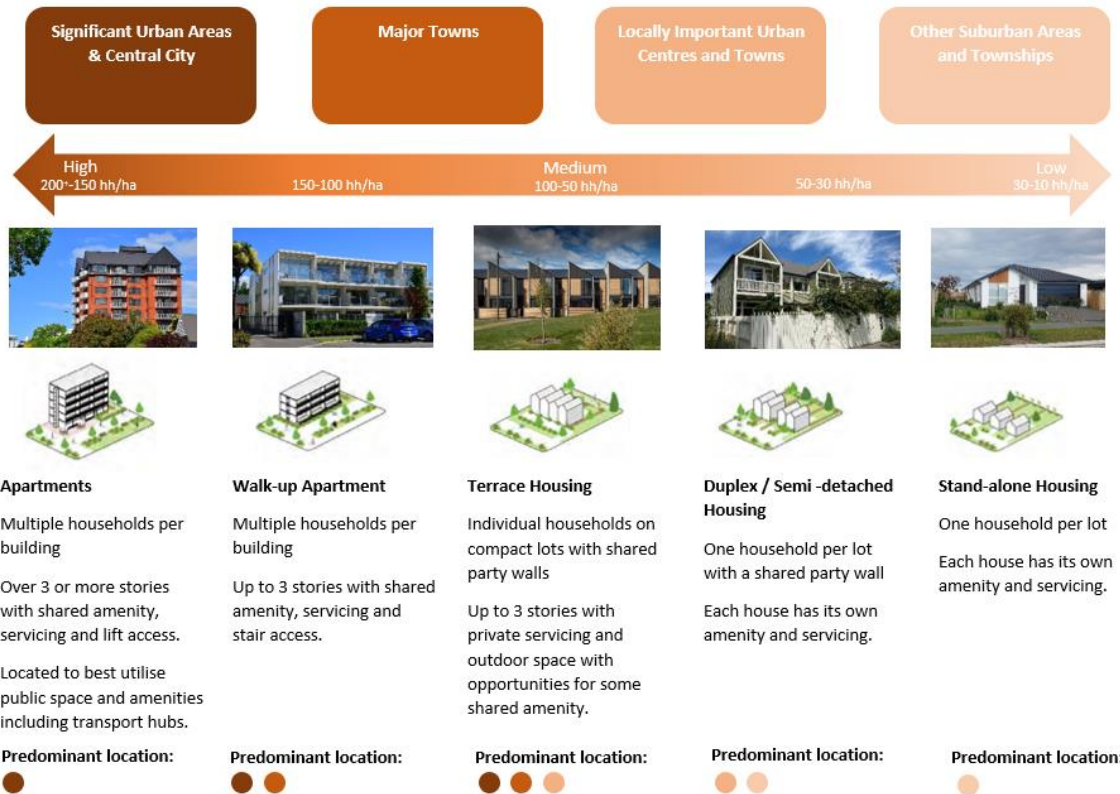 Significant Urban Areas
& Central City
Major Towns
Locally Important Urban
Centres and Towns
Other Suburban Areas
and Townships
High
200+-150 hh/ha
150-100 hh/ha
Medium
100-50 hh/ha
50-30 hh/ha
Low
30-10 hh/ha
Apartments
Multiple households per
building
Over 3 or more stories
with shared amenity,
servicing and lift access.
Located to best utilise
public space and amenities
including transport hubs.
Predominant location:
Walk-up Apartment
Multiple households per
building
Up to 3 stories with shared
amenity, servicing and
stair access.
Predominant location:
Terrace Housing
Individual households on
compact lots with shared
party walls
Up to 3 stories with
private servicing and
outdoor space with
opportunities for some
shared amenity.
Predominant location:
Duplex / Semi -detached
Housing
One household per lot
with a shared party wall
Each house has its own
amenity and servicing.
Predominant location:
Stand-alone Housing
One household per lot
Each house has its own
amenity and servicing.
Predominant location: